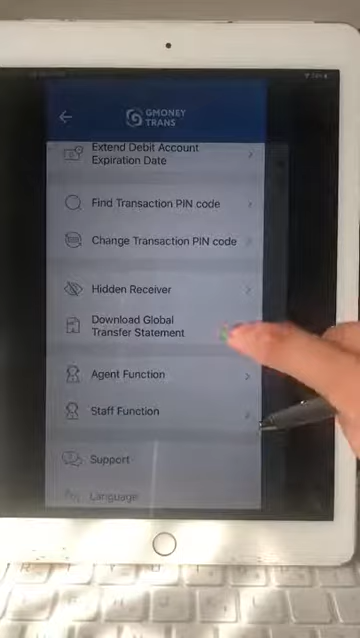 GMONEY
TRANS
Extend Debit Account
Expiration Date
Find Transaction PIN code
Change Transaction PIN code
Hidden Receiver
Download Global
Transfer Statement
Agent Function
Staff Function
Support
Language